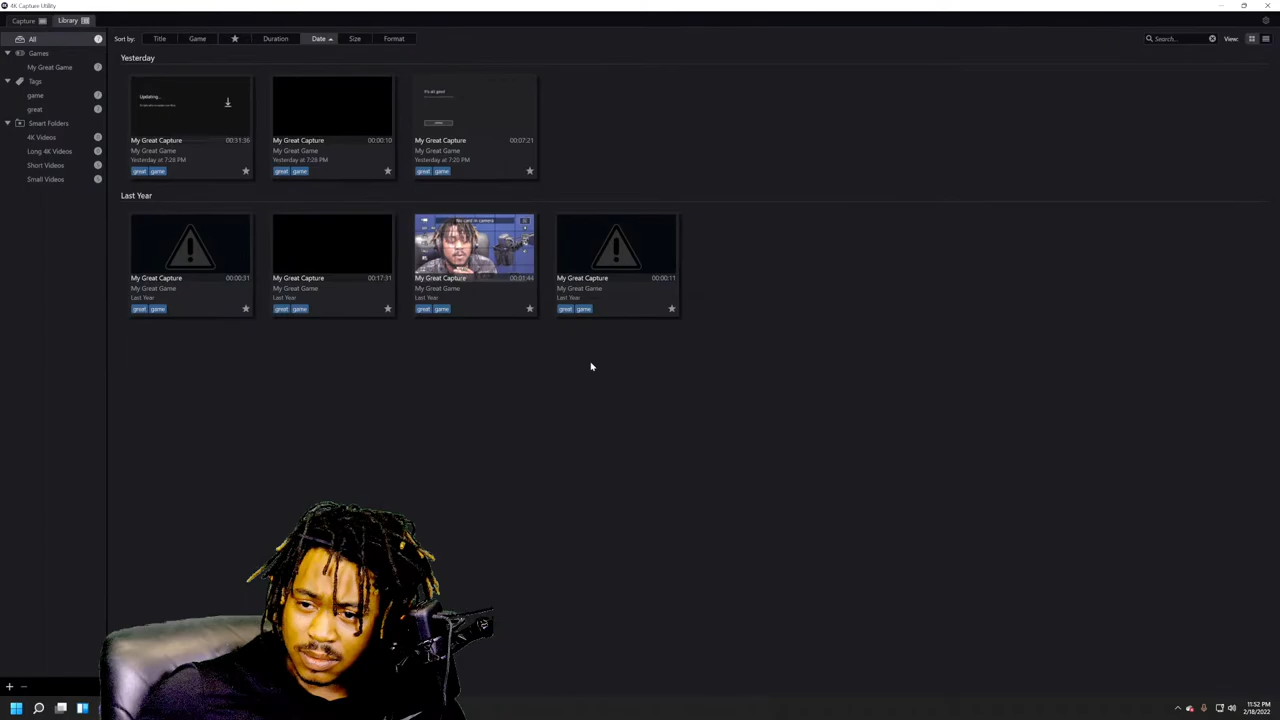 4K Capture Utility
Capture
Library
All
Games
My Great Game
Tags
game
great
Smart Folders
4K Videos
Long 4K Videos
Short Videos
Small Videos
Sort by: Title Game Duration Date Size Format
Search...
View:
Yesterday
Updating...
My Great Capture 00:31:36
My Great Game
Yesterday at 7:28 PM
great game
My Great Capture 00:00:10
My Great Game
Yesterday at 7:28 PM
great game
It's all good
My Great Capture 00:07:21
My Great Game
Yesterday at 7:20 PM
great game
Last Year
My Great Capture 00:00:31
My Great Game
Last Year
great game
My Great Capture 00:17:31
My Great Game
Last Year
great game
My Great Capture 00:01:44
My Great Game
Last Year
great game
My Great Capture 00:00:11
My Great Game
Last Year
great game
11:52 PM
2/18/2022